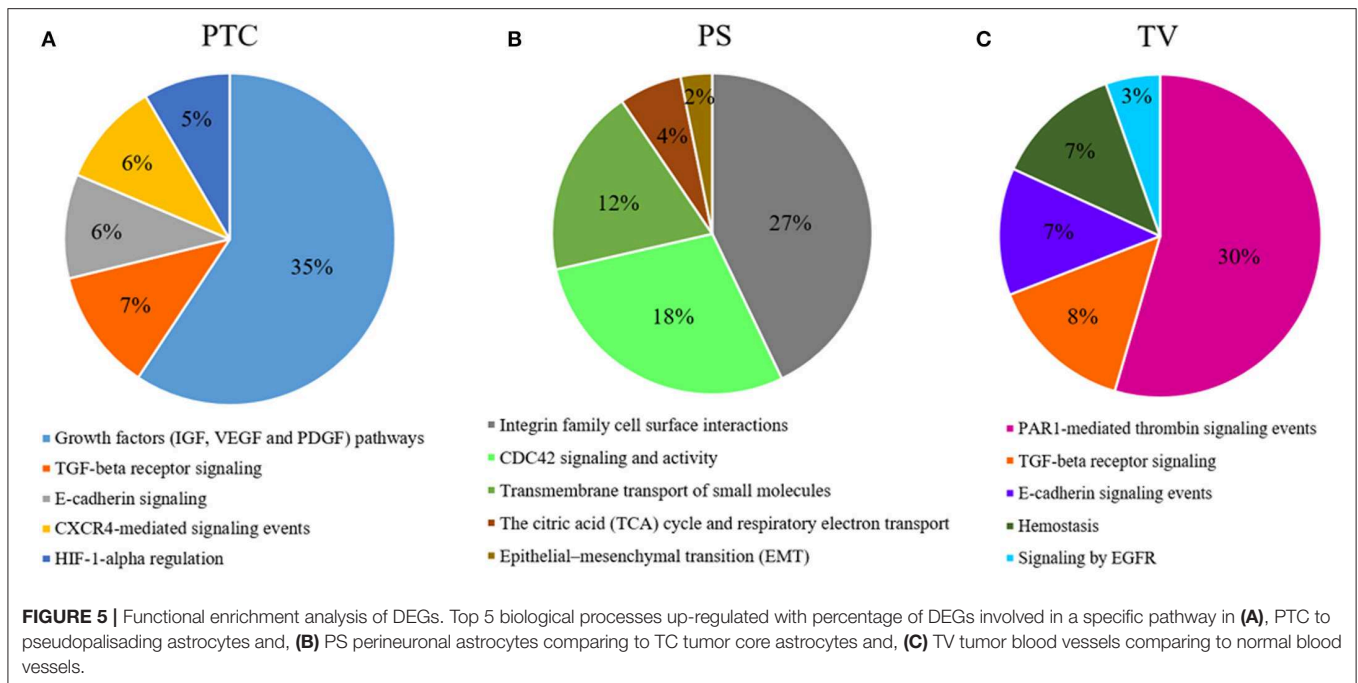 A
PTC
5%
6%
6%
7%
35%
Growth factors (IGF, VEGF and PDGF) pathways
TGF-beta receptor signaling
E-cadherin signaling
CXCR4-mediated signaling events
HIF-1-alpha regulation
B
PS
2%
4%
12%
18%
27%
Integrin family cell surface interactions
CDC42 signaling and activity
Transmembrane transport of small molecules
The citric acid (TCA) cycle and respiratory electron transport
Epithelial–mesenchymal transition (EMT)
C
TV
3%
7%
7%
8%
30%
PAR1-mediated thrombin signaling events
TGF-beta receptor signaling
E-cadherin signaling events
Hemostasis
Signaling by EGFR
FIGURE 5 | Functional enrichment analysis of DEGs. Top 5 biological processes up-regulated with percentage of DEGs involved in a specific pathway in (A), PTC to
pseudopalisading astrocytes and, (B) PS perineuronal astrocytes comparing to TC tumor core astrocytes and, (C) TV tumor blood vessels comparing to normal blood
vessels.